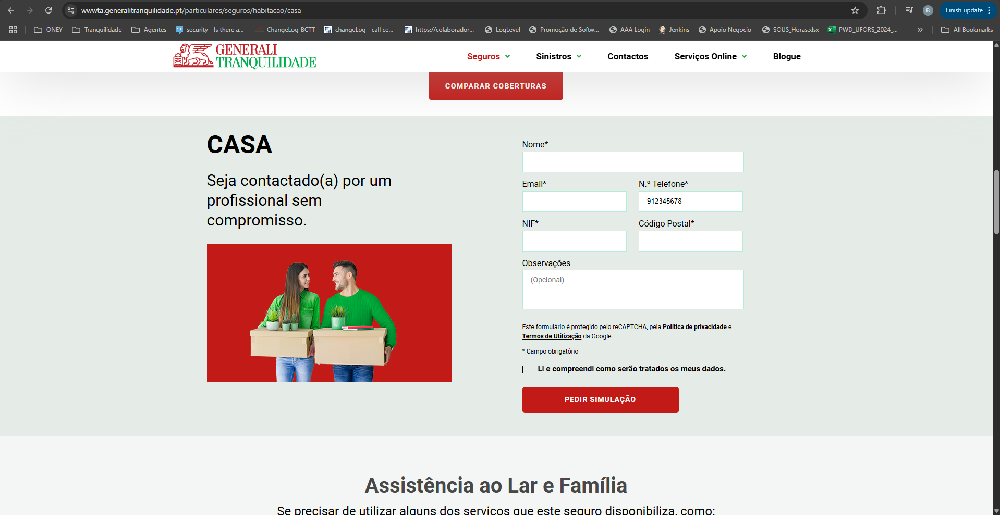 wwwta.generalitranquilidade.pt/particulares/seguros/habitacao/casa
B
Finish update
ONEY
Tranquilidade
Agentes
security - Is there a...
ChangeLog-BCTT
changeLog - call ce...
https://colaborador...
LogLevel
Promoção de Softw...
AAA Login
Jenkins
Apoio Negocio
SOUS_Horas.xlsx
PWD_UFORS_2024_...
»
All Bookmarks
GENERALI
TRANQUILIDADE
Seguros
Sinistros
Contactos
Serviços Online
Blogue
COMPARAR COBERTURAS
CASA
Seja contactado(a) por um
profissional sem
compromisso.
Nome*
Email*
N.º Telefone*
912345678
NIF*
Código Postal*
Observações
(Opcional)
Este formulário é protegido pelo reCAPTCHA, pela Política de privacidade e
Termos de Utilização da Google.
* Campo obrigatório
Li e compreendi como serão tratados os meus dados.
PEDIR SIMULAÇÃO
Assistência ao Lar e Família
Se precisar de utilizar alguns dos serviços que este seguro disponibiliza, como: